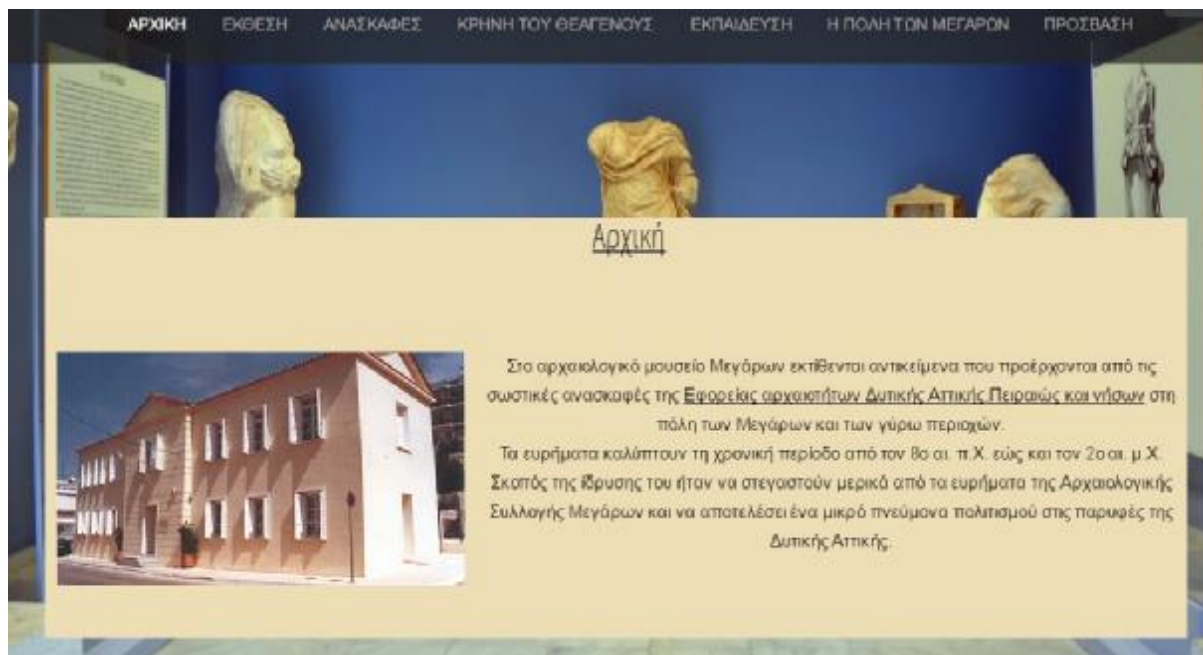 ΑΡΧΙΚΗ ΕΚΘΕΣΗ ΑΝΑΣΚΑΦΕΣ ΚΡΗΝΗ ΤΟΥ ΘΕΑΓΕΝΟΥΣ ΕΚΠΑΙΔΕΥΣΗ Η ΠΟΛΗ ΤΩΝ ΜΕΓΑΡΩΝ ΠΡΟΣΒΑΣΗ
Αρχική
Στο αρχαιολογικό μουσείο Μεγάρων εκτίθενται αντικείμενα που προέρχονται από τις
σωστικές ανασκαφές της Εφορείας αρχαιοτήτων Δυτικής Αττικής Πειραιώς και νήσων στη
πόλη των Μεγάρων και των γύρω περιοχών.
Τα ευρήματα καλύπτουν τη χρονική περίοδο από τον 8ο αι. π.Χ. εώς και τον 2ο αι. μ.Χ.
Σκοπός της ίδρυσης του ήταν να στεγαστούν μερικά από τα ευρήματα της Αρχαιολογικής
Συλλογής Μεγάρων και να αποτελέσει ένα μικρό πνεύμονα πολιτισμού στις παρυφές της
Δυτικής Αττικής.